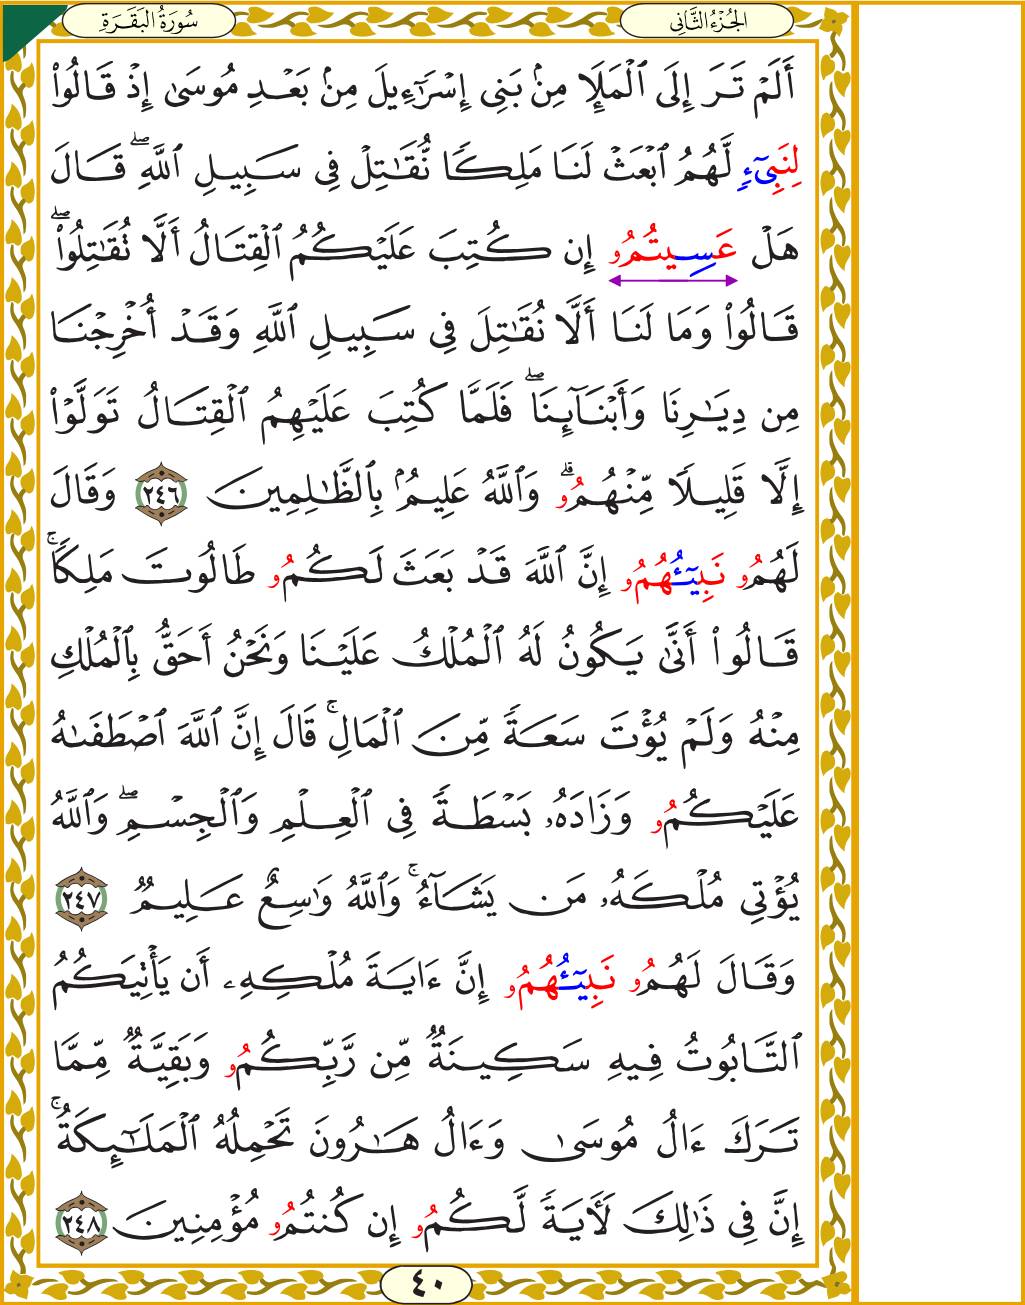 الجُزْءُ الثَّانِي
سُورَةُ البَقَرَةِ
أَلَمْ تَرَ إِلَى ٱلْمَلَإِ مِنۢ بَنِي إِسْرَٰٓءِيلَ مِنۢ بَعْدِ مُوسَىٰ إِذْ قَالُوا۟
لِنَبِىٓءٍ لَّهُمُ ٱبْعَثْ لَنَا مَلِكًا نُّقَٰتِلْ فِي سَبِيلِ ٱللَّهِ ۖ قَالَ
هَلْ عَسِيتُمُۥ إِن كُتِبَ عَلَيْكُمُ ٱلْقِتَالُ أَلَّا تُقَٰتِلُوا۟ ۖ
قَالُوا۟ وَمَا لَنَا أَلَّا نُقَٰتِلَ فِي سَبِيلِ ٱللَّهِ وَقَدْ أُخْرِجْنَا
مِن دِيَٰرِنَا وَأَبْنَآئِنَا ۖ فَلَمَّا كُتِبَ عَلَيْهِمُ ٱلْقِتَالُ تَوَلَّوْا۟
إِلَّا قَلِيلًا مِّنْهُمُۥ ۗ وَٱللَّهُ عَلِيمُۢ بِٱلظَّٰلِمِينَ ٢٤٦ وَقَالَ
لَهُمُۥ نَبِيٓـُٔهُمُۥ إِنَّ ٱللَّهَ قَدْ بَعَثَ لَكُمُۥ طَالُوتَ مَلِكًا ۚ
قَالُوا۟ أَنَّىٰ يَكُونُ لَهُ ٱلْمُلْكُ عَلَيْنَا وَنَحْنُ أَحَقُّ بِٱلْمُلْكِ
مِنْهُ وَلَمْ يُؤْتَ سَعَةً مِّنَ ٱلْمَالِ ۚ قَالَ إِنَّ ٱللَّهَ ٱصْطَفَىٰهُ
عَلَيْكُمُۥ وَزَادَهُۥ بَسْطَةً فِي ٱلْعِلْمِ وَٱلْجِسْمِ ۖ وَٱللَّهُ
يُؤْتِي مُلْكَهُۥ مَن يَشَآءُ ۚ وَٱللَّهُ وَٰسِعٌ عَلِيمٌ ٢٤٧
وَقَالَ لَهُمُۥ نَبِيٓـُٔهُمُۥ إِنَّ ءَايَةَ مُلْكِهِۦ أَن يَأْتِيَكُمُ
ٱلتَّابُوتُ فِيهِ سَكِينَةٌ مِّن رَّبِّكُمُۥ وَبَقِيَّةٌ مِّمَّا
تَرَكَ ءَالُ مُوسَىٰ وَءَالُ هَٰرُونَ تَحْمِلُهُ ٱلْمَلَٰٓئِكَةُ ۚ
إِنَّ فِي ذَٰلِكَ لَأٓيَةً لَّكُمُۥ إِن كُنتُمُۥ مُؤْمِنِينَ ٢٤٨
٤٠